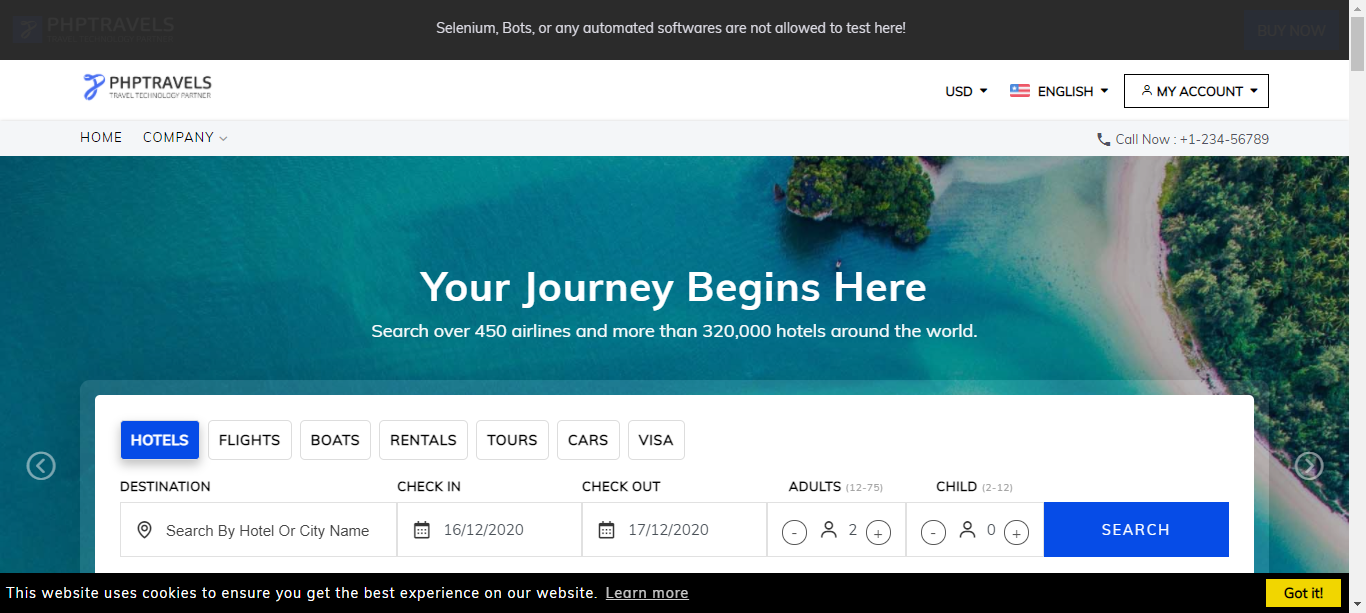 PHPTRAVELS
Selenium, Bots, or any automated softwares are not allowed to test here!
BUY NOW
PHPTRAVELS
TRAVEL TECHNOLOGY PARTNER
USD
ENGLISH
MY ACCOUNT
HOME COMPANY
Call Now : +1-234-56789
Your Journey Begins Here
Search over 450 airlines and more than 320,000 hotels around the world.
HOTELS FLIGHTS BOATS RENTALS TOURS CARS VISA
DESTINATION CHECK IN CHECK OUT ADULTS (12-75) CHILD (2-12)
Search By Hotel Or City Name 16/12/2020 17/12/2020 - 2 + - 0 + SEARCH
This website uses cookies to ensure you get the best experience on our website. Learn more Got it!